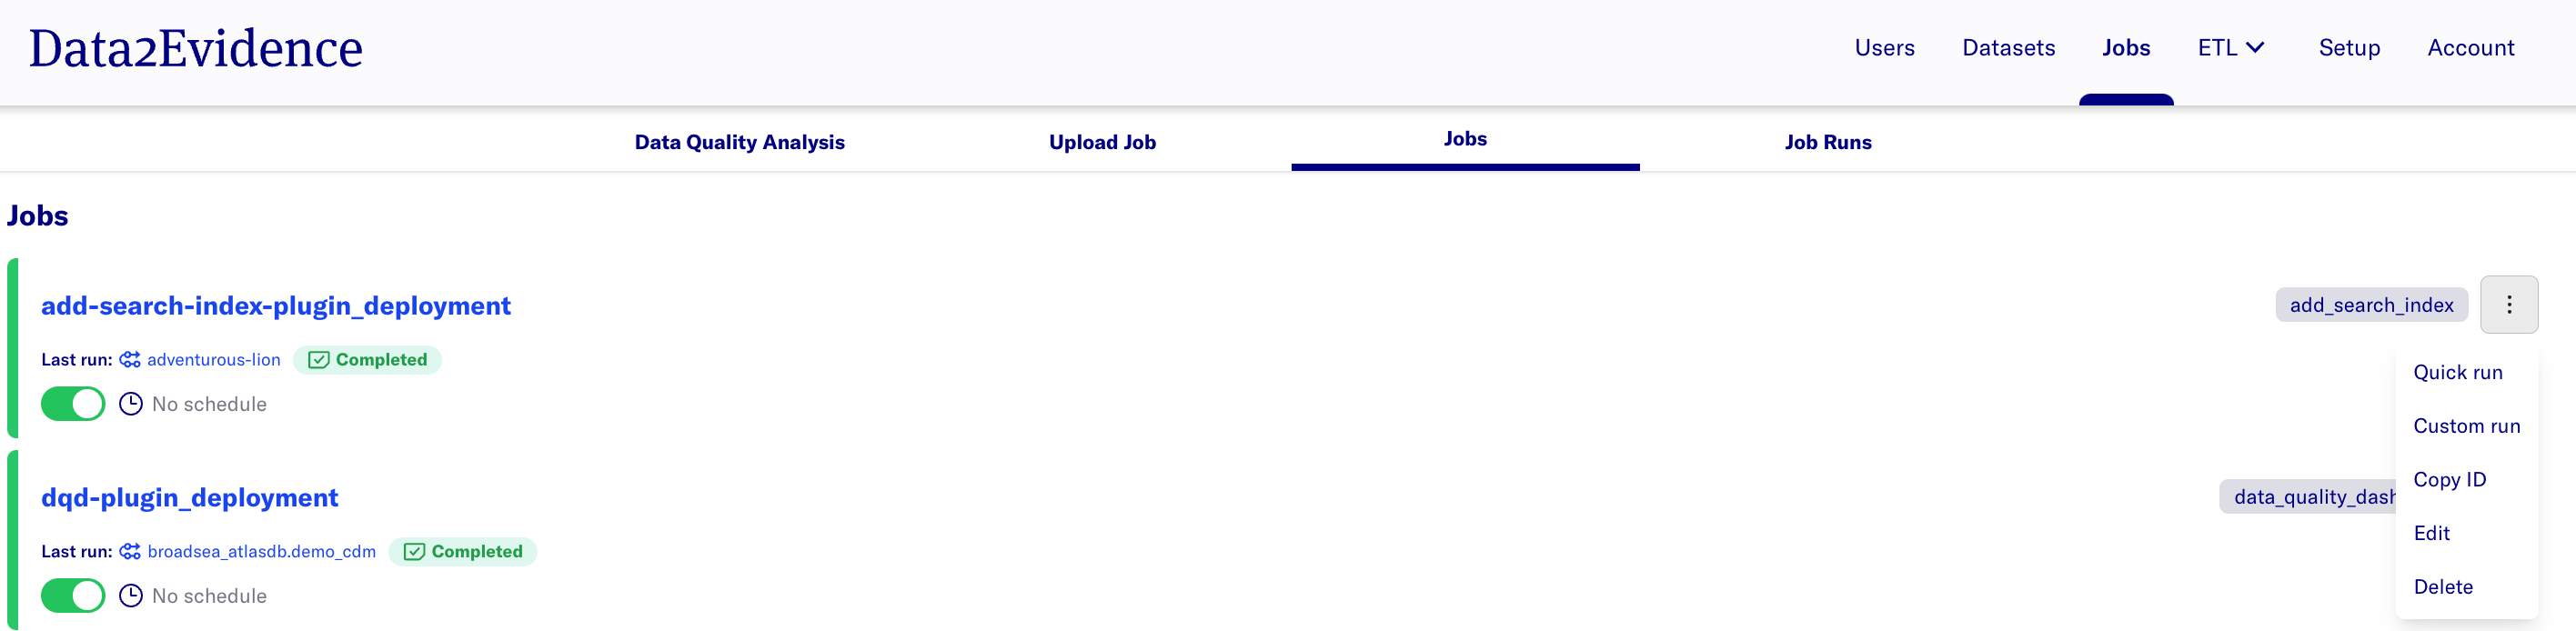 Data2Evidence
Users Datasets Jobs ETL Setup Account
Data Quality Analysis Upload Job Jobs Job Runs
Jobs
add-search-index-plugin_deployment
add_search_index
Last run: adventurous-lion Completed
No schedule
Quick run
Custom run
Copy ID
Edit
Delete
dqd-plugin_deployment
data_quality_dash
Last run: broadsea_atlasdb.demo_cdm Completed
No schedule